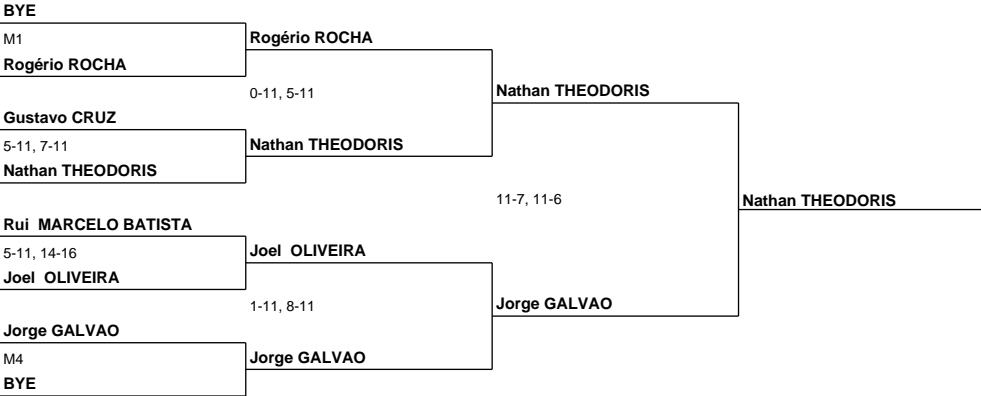 BYE
M1
Rogério ROCHA
Rogério ROCHA
0-11, 5-11
Gustavo CRUZ
5-11, 7-11
Nathan THEODORIS
Nathan THEODORIS
Nathan THEODORIS
11-7, 11-6
Nathan THEODORIS
Rui  MARCELO BATISTA
5-11, 14-16
Joel  OLIVEIRA
Joel  OLIVEIRA
1-11, 8-11
Jorge GALVAO
Jorge GALVAO
M4
BYE
Jorge GALVAO